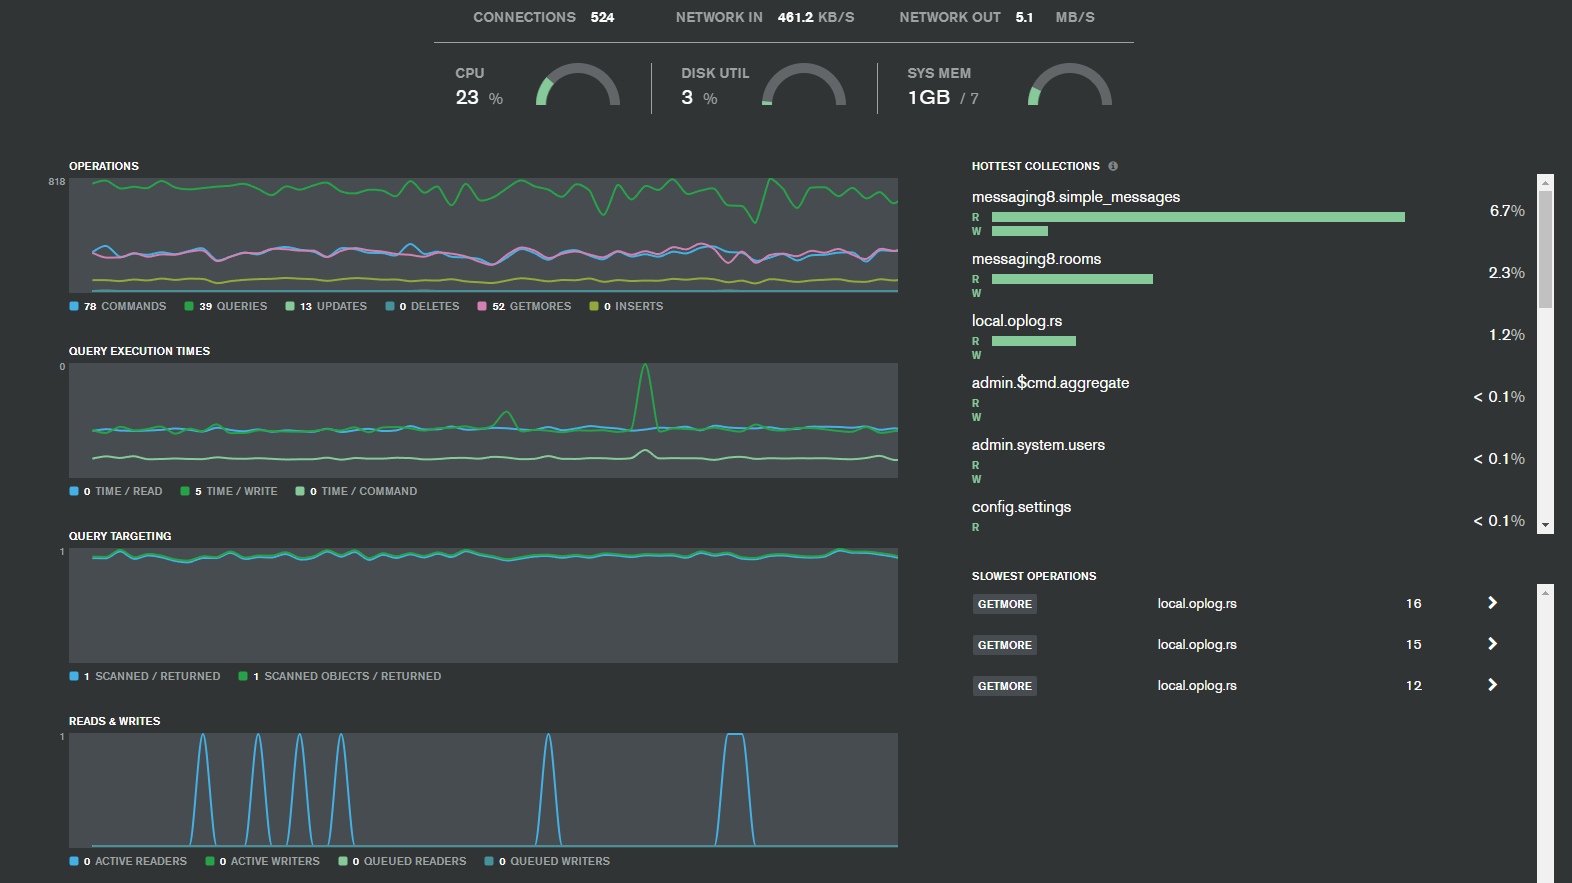 CONNECTIONS 524 NETWORK IN 461.2 KB/S NETWORK OUT 5.1 MB/S
CPU
23 %
DISK UTIL
3 %
SYS MEM
1GB / 7
OPERATIONS
818
78 COMMANDS 39 QUERIES 13 UPDATES 0 DELETES 52 GETMORES 0 INSERTS
QUERY EXECUTION TIMES
0
0 TIME / READ 5 TIME / WRITE 0 TIME / COMMAND
QUERY TARGETING
1
1 SCANNED / RETURNED 1 SCANNED OBJECTS / RETURNED
READS & WRITES
1
0 ACTIVE READERS 0 ACTIVE WRITERS 0 QUEUED READERS 0 QUEUED WRITERS
HOTTEST COLLECTIONS i
messaging8.simple_messages
R
W
6.7%
messaging8.rooms
R
W
2.3%
local.oplog.rs
R
W
1.2%
admin.$cmd.aggregate
R
W
< 0.1%
admin.system.users
R
W
< 0.1%
config.settings
R
< 0.1%
SLOWEST OPERATIONS
GETMORE local.oplog.rs 16
GETMORE local.oplog.rs 15
GETMORE local.oplog.rs 12